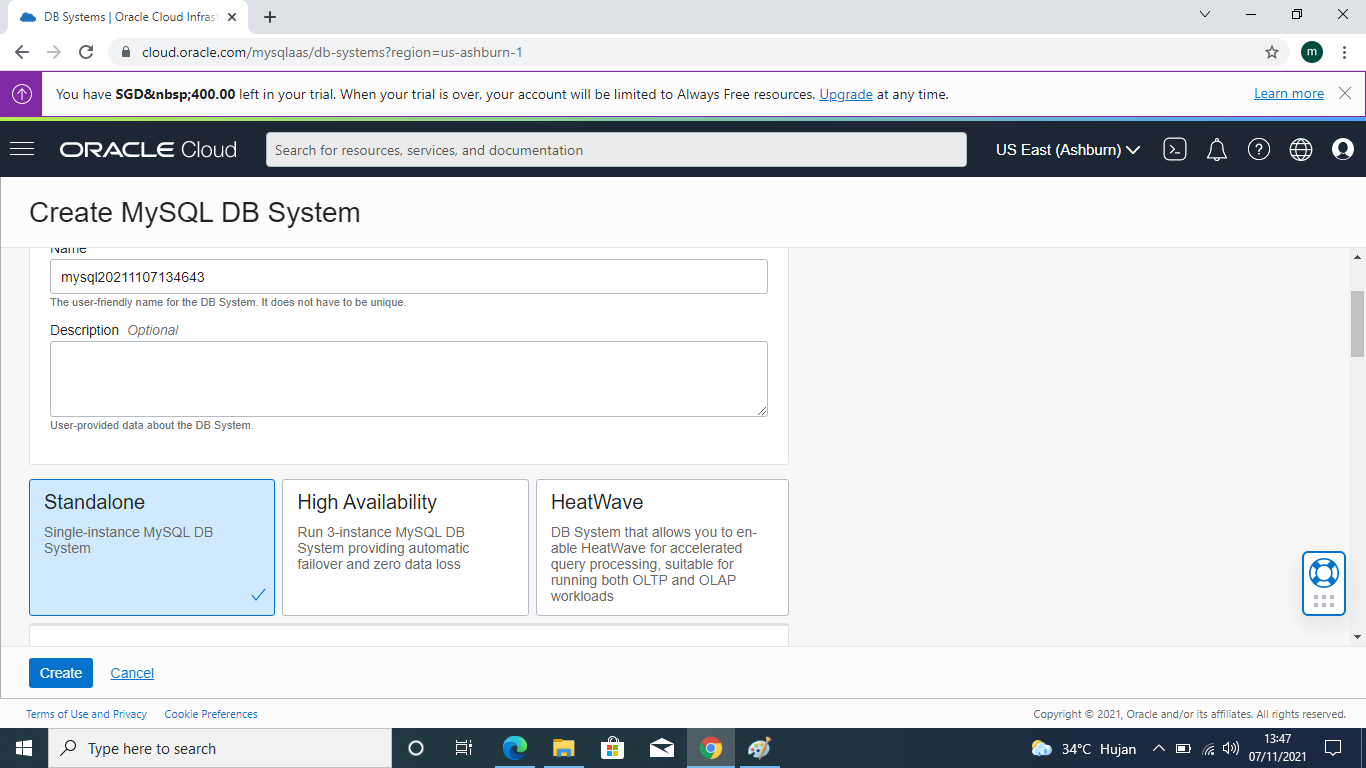 DB Systems | Oracle Cloud Infras
cloud.oracle.com/mysqlaas/db-systems?region=us-ashburn-1
m
You have SGD&nbsp;400.00 left in your trial. When your trial is over, your account will be limited to Always Free resources. Upgrade at any time.
Learn more
ORACLE Cloud
Search for resources, services, and documentation
US East (Ashburn)
Create MySQL DB System
Name
mysql20211107134643
The user-friendly name for the DB System. It does not have to be unique.
Description Optional
User-provided data about the DB System.
Standalone
Single-instance MySQL DB
System
High Availability
Run 3-instance MySQL DB
System providing automatic
failover and zero data loss
HeatWave
DB System that allows you to en-
able HeatWave for accelerated
query processing, suitable for
running both OLTP and OLAP
workloads
Create
Cancel
Terms of Use and Privacy
Cookie Preferences
Copyright © 2021, Oracle and/or its affiliates. All rights reserved.
Type here to search
34°C Hujan
13:47
07/11/2021